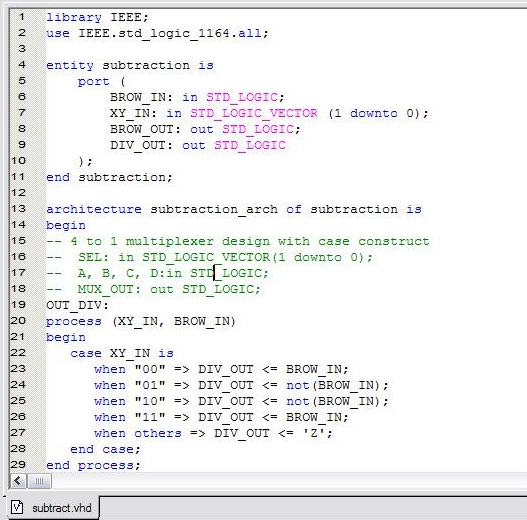 1 library IEEE;
2 use IEEE.std_logic_1164.all;
3
4 entity subtraction is
5 port (
6 BROW_IN: in STD_LOGIC;
7 XY_IN: in STD_LOGIC_VECTOR (1 downto 0);
8 BROW_OUT: out STD_LOGIC;
9 DIV_OUT: out STD_LOGIC
10 );
11 end subtraction;
12
13 architecture subtraction_arch of subtraction is
14 begin
15 -- 4 to 1 multiplexer design with case construct
16 -- SEL: in STD_LOGIC_VECTOR(1 downto 0);
17 -- A, B, C, D:in STD_LOGIC;
18 -- MUX_OUT: out STD_LOGIC;
19 OUT_DIV:
20 process (XY_IN, BROW_IN)
21 begin
22 case XY_IN is
23 when "00" => DIV_OUT <= BROW_IN;
24 when "01" => DIV_OUT <= not(BROW_IN);
25 when "10" => DIV_OUT <= not(BROW_IN);
26 when "11" => DIV_OUT <= BROW_IN;
27 when others => DIV_OUT <= 'Z';
28 end case;
29 end process;
subtract.vhd